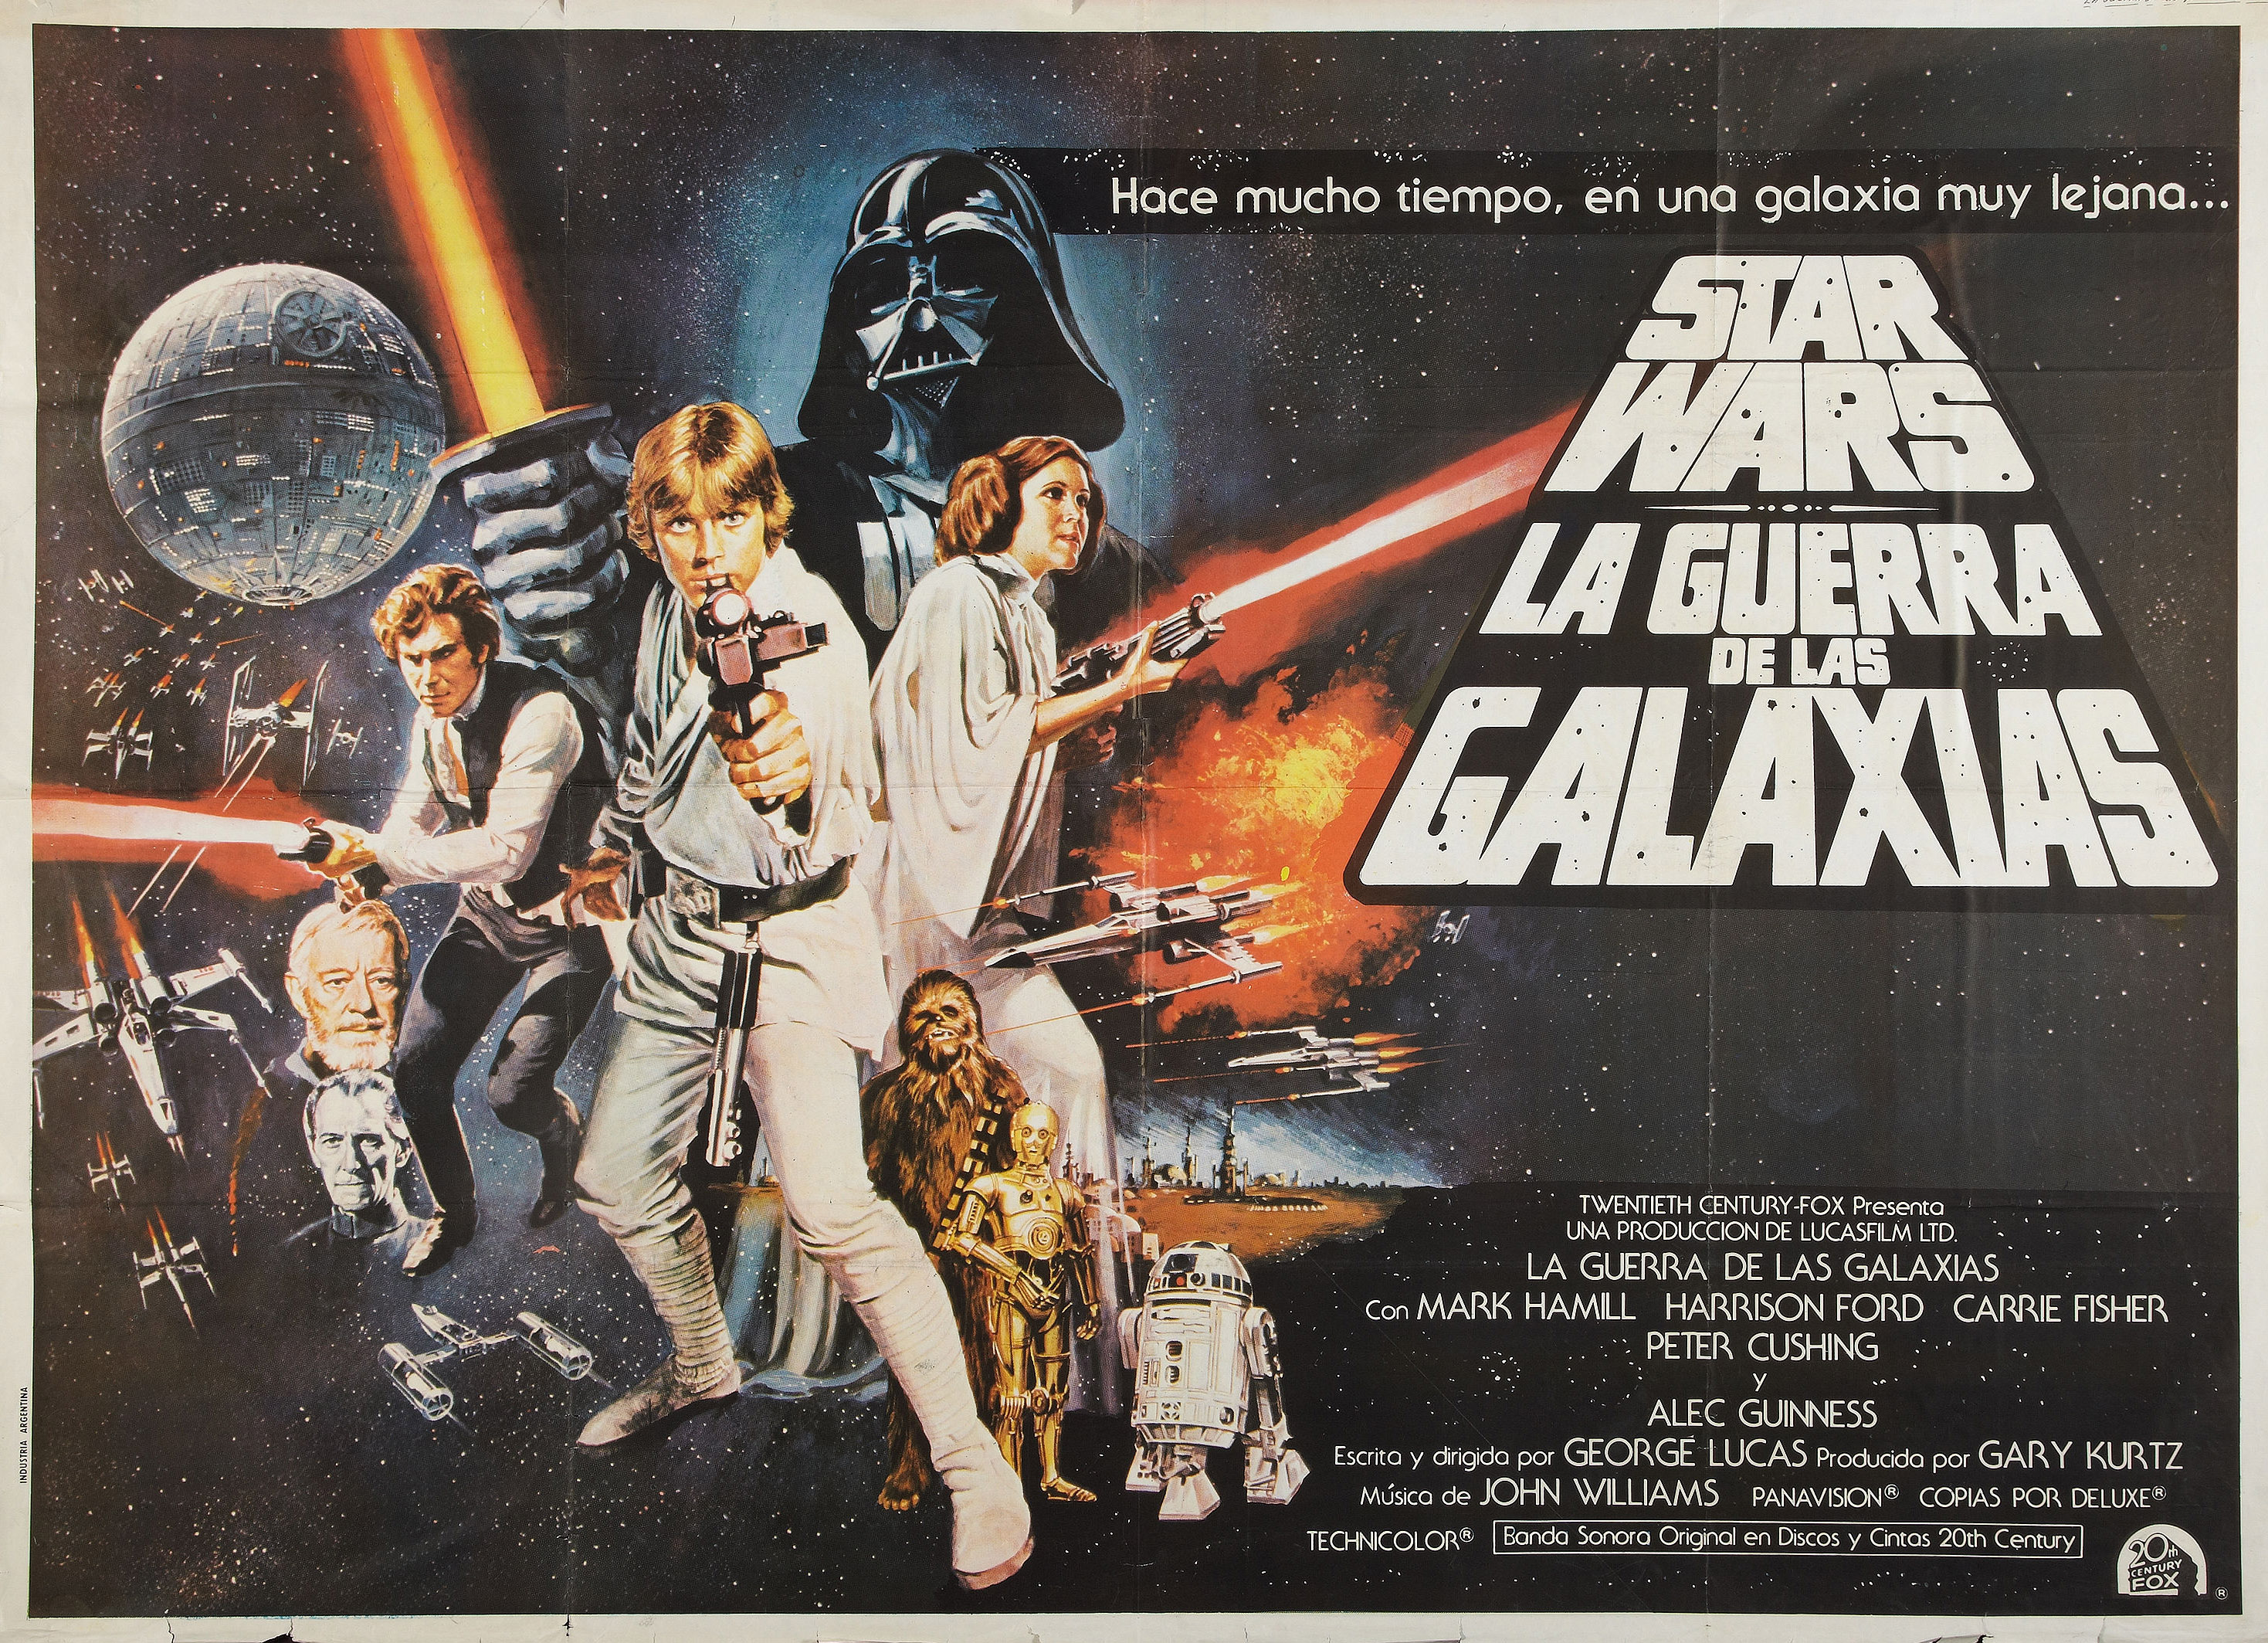 Hace mucho tiempo, en una galaxia muy lejana...
STAR
WARS
LA GUERRA
DE LAS
GALAXIAS
TWENTIETH CENTURY-FOX Presenta
UNA PRODUCCION DE LUCASFILM LTD.
LA GUERRA DE LAS GALAXIAS
Con MARK HAMILL HARRISON FORD CARRIE FISHER
PETER CUSHING
y
ALEC GUINNESS
Escrita y dirigida por GEORGE LUCAS Producida por GARY KURTZ
Música de JOHN WILLIAMS PANAVISION® COPIAS POR DELUXE®
TECHNICOLOR® Banda Sonora Original en Discos y Cintas 20th Century
20th
CENTURY
FOX
®
INDUSTRIA ARGENTINA